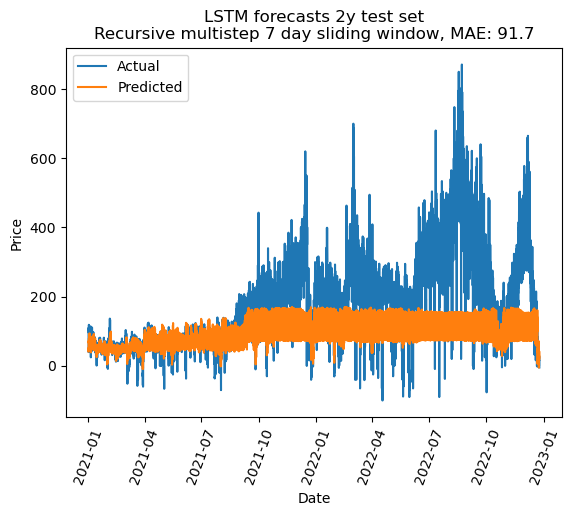 LSTM forecasts 2y test set
Recursive multistep 7 day sliding window, MAE: 91.7
Actual
Predicted
Price
800
600
400
200
0
2021-01
2021-04
2021-07
2021-10
2022-01
2022-04
2022-07
2022-10
2023-01
Date